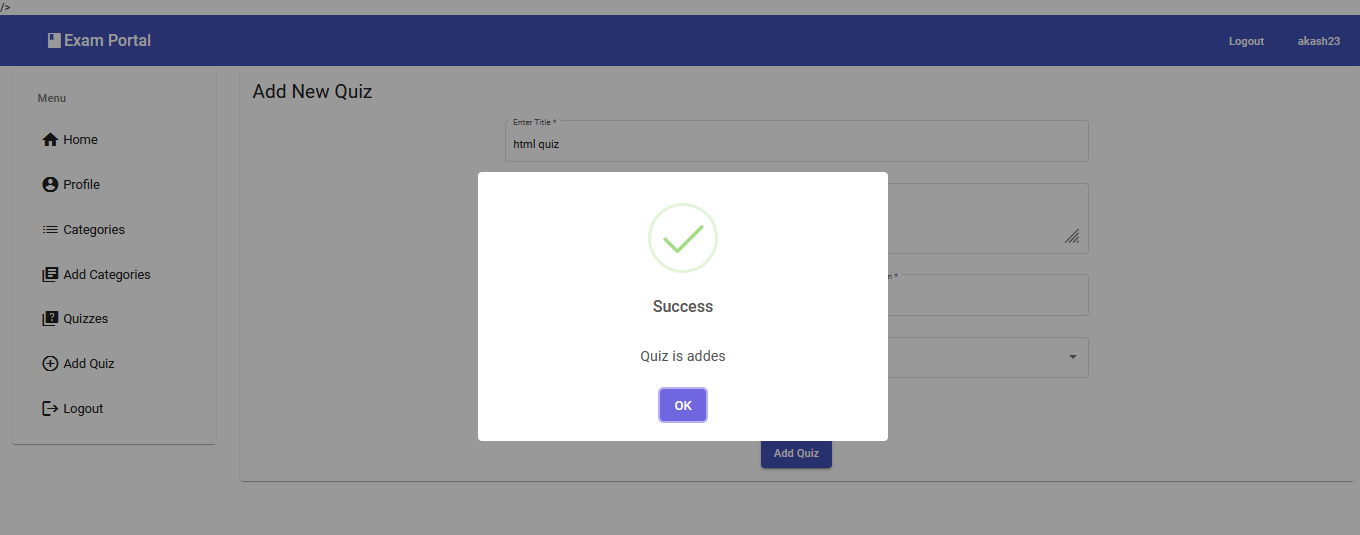 />
Exam Portal
Logout
akash23
Menu
Home
Profile
Categories
Add Categories
Quizzes
Add Quiz
Logout
Add New Quiz
Enter Title *
html quiz
Success
Quiz is addes
OK
Add Quiz